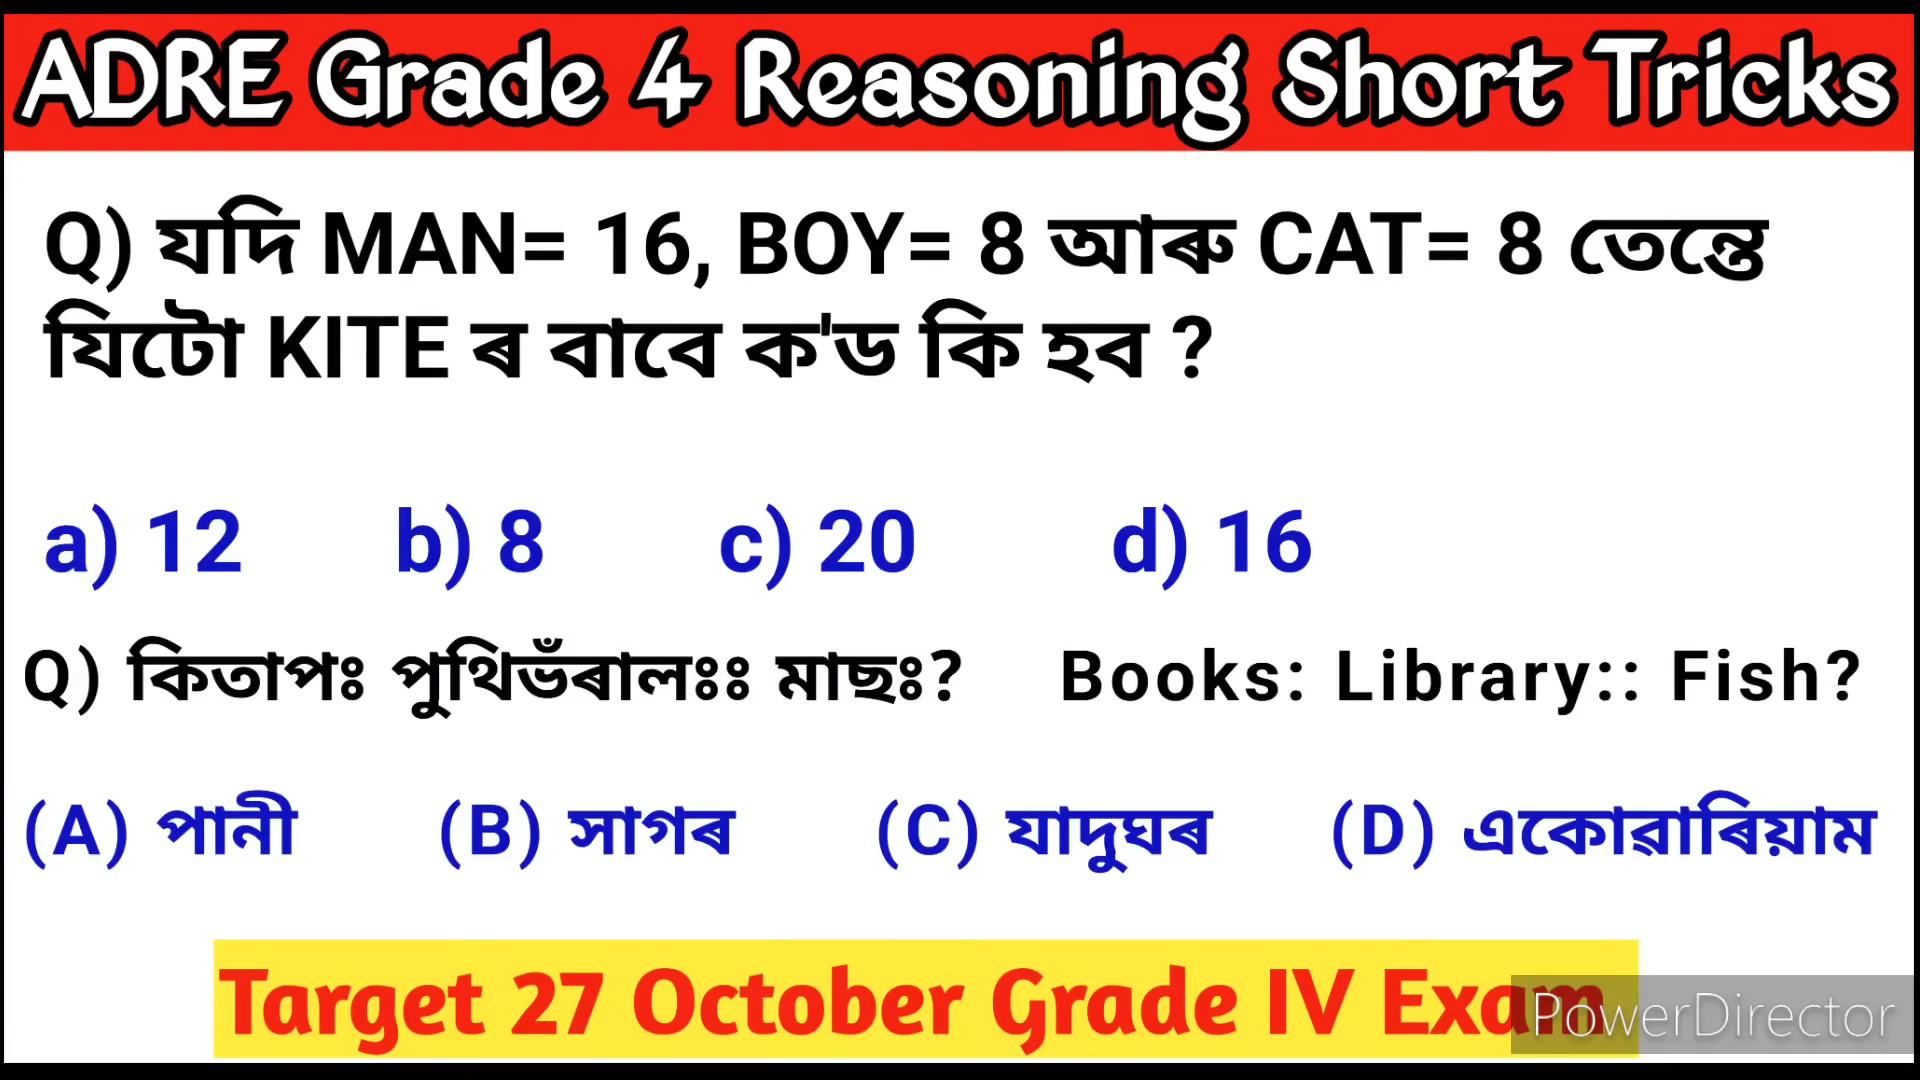 ADRE Grade 4 Reasoning Short Tricks
Q) যদি MAN= 16, BOY= 8 আৰু CAT= 8 তেন্তে
যিটো KITE ৰ বাবে ক'ড কি হব ?
a) 12 b) 8 c) 20 d) 16
Q) কিতাপঃ পুথিভঁৰালঃঃ মাছঃ? Books: Library:: Fish?
(A) পানী (B) সাগৰ (C) যাদুঘৰ (D) একোৱাৰিয়াম
Target 27 October Grade IV Exam
PowerDirector